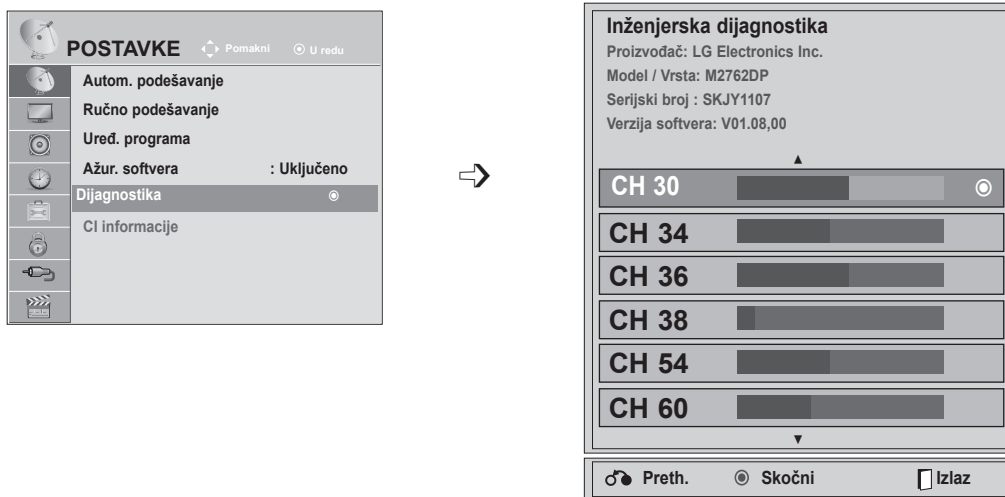 POSTAVKE Pomakni U redu
Autom. podešavanje
Ručno podešavanje
Uređ. programa
Ažur. softvera : Uključeno
Dijagnostika
CI informacije
Inženjerska dijagnostika
Proizvođač: LG Electronics Inc.
Model / Vrsta: M2762DP
Serijski broj : SKJY1107
Verzija softvera: V01.08,00
CH 30
CH 34
CH 36
CH 38
CH 54
CH 60
Preth. Skočni Izlaz